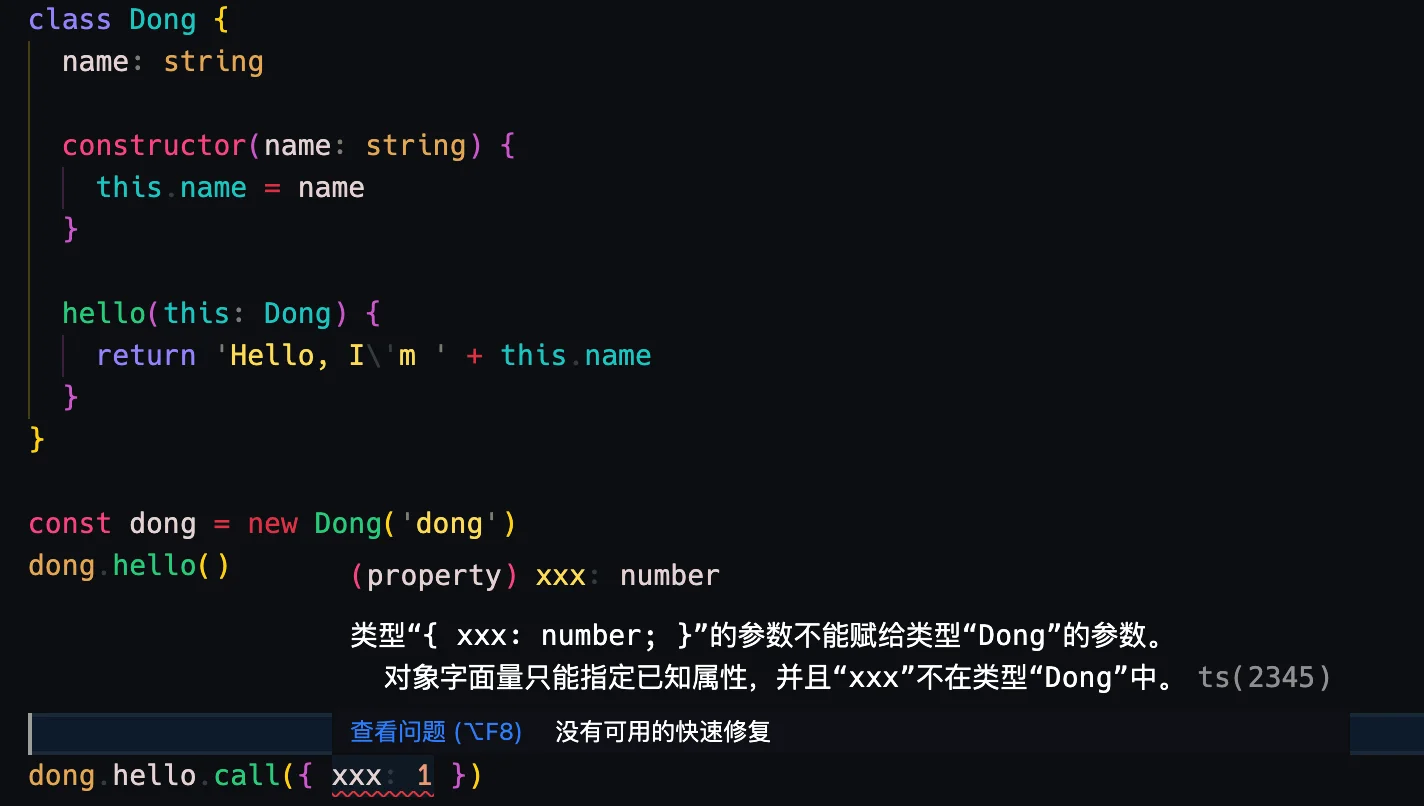 class Dong {
  name: string

  constructor(name: string) {
    this.name = name
  }

  hello(this: Dong) {
    return 'Hello, I\'m ' + this.name
  }
}

const dong = new Dong('dong')
dong.hello()
(property) xxx: number
类型“{ xxx: number; }”的参数不能赋给类型“Dong”的参数。
  对象字面量只能指定已知属性，并且“xxx”不在类型“Dong”中。 ts(2345)
查看问题 (⌥F8) 没有可用的快速修复
dong.hello.call({ xxx: 1 })